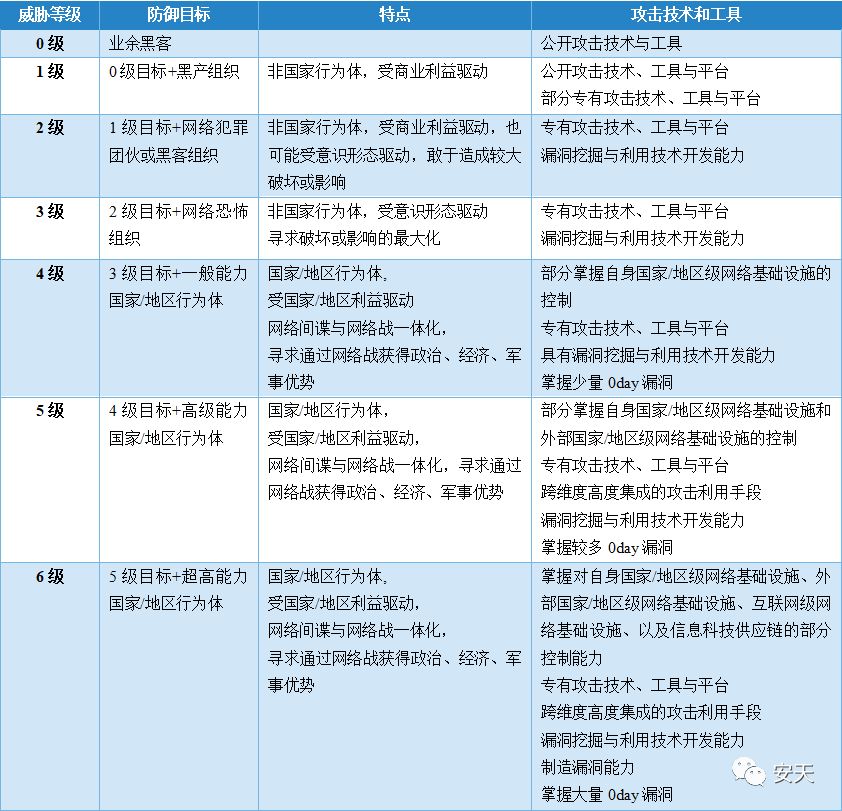 威胁等级 防御目标 特点 攻击技术和工具
0 级 业余黑客 公开攻击技术与工具
1 级 0 级目标+黑产组织 非国家行为体，受商业利益驱动 公开攻击技术、工具与平台
部分专有攻击技术、工具与平台
2 级 1 级目标+网络犯罪 非国家行为体，受商业利益驱动，也 专有攻击技术、工具与平台
团伙或黑客组织 可能受意识形态驱动，敢于造成较大 漏洞挖掘与利用技术开发能力
破坏或影响
3 级 2 级目标+网络恐怖 非国家行为体，受意识形态驱动 专有攻击技术、工具与平台
组织 寻求破坏或影响的最大化 漏洞挖掘与利用技术开发能力
4 级 3 级目标+一般能力 国家/地区行为体, 部分掌握自身国家/地区级网络基础设施的
国家/地区行为体 受国家/地区利益驱动 控制
网络间谍与网络战一体化， 专有攻击技术、工具与平台
寻求通过网络战获得政治、经济、军 具有漏洞挖掘与利用技术开发能力
事优势 掌握少量 0day 漏洞
5 级 4 级目标+高级能力 国家/地区行为体， 部分掌握自身国家/地区级网络基础设施和
国家/地区行为体 受国家/地区利益驱动， 外部国家/地区级网络基础设施的控制
网络间谍与网络战一体化，寻求通过 专有攻击技术、工具与平台
网络战获得政治、经济、军事优势 跨维度高度集成的攻击利用手段
漏洞挖掘与利用技术开发能力
掌握较多 0day 漏洞
6 级 5 级目标+超高能力 国家/地区行为体, 掌握对自身国家/地区级网络基础设施、外
国家/地区行为体 受国家/地区利益驱动， 部国家/地区级网络基础设施、互联网级网
网络间谍与网络战一体化， 络基础设施、以及信息科技供应链的部分
寻求通过网络战获得政治、经济、军 控制能力
事优势 专有攻击技术、工具与平台
跨维度高度集成的攻击利用手段
漏洞挖掘与利用技术开发能力
制造漏洞能力
掌握大量 0day 漏洞
安天